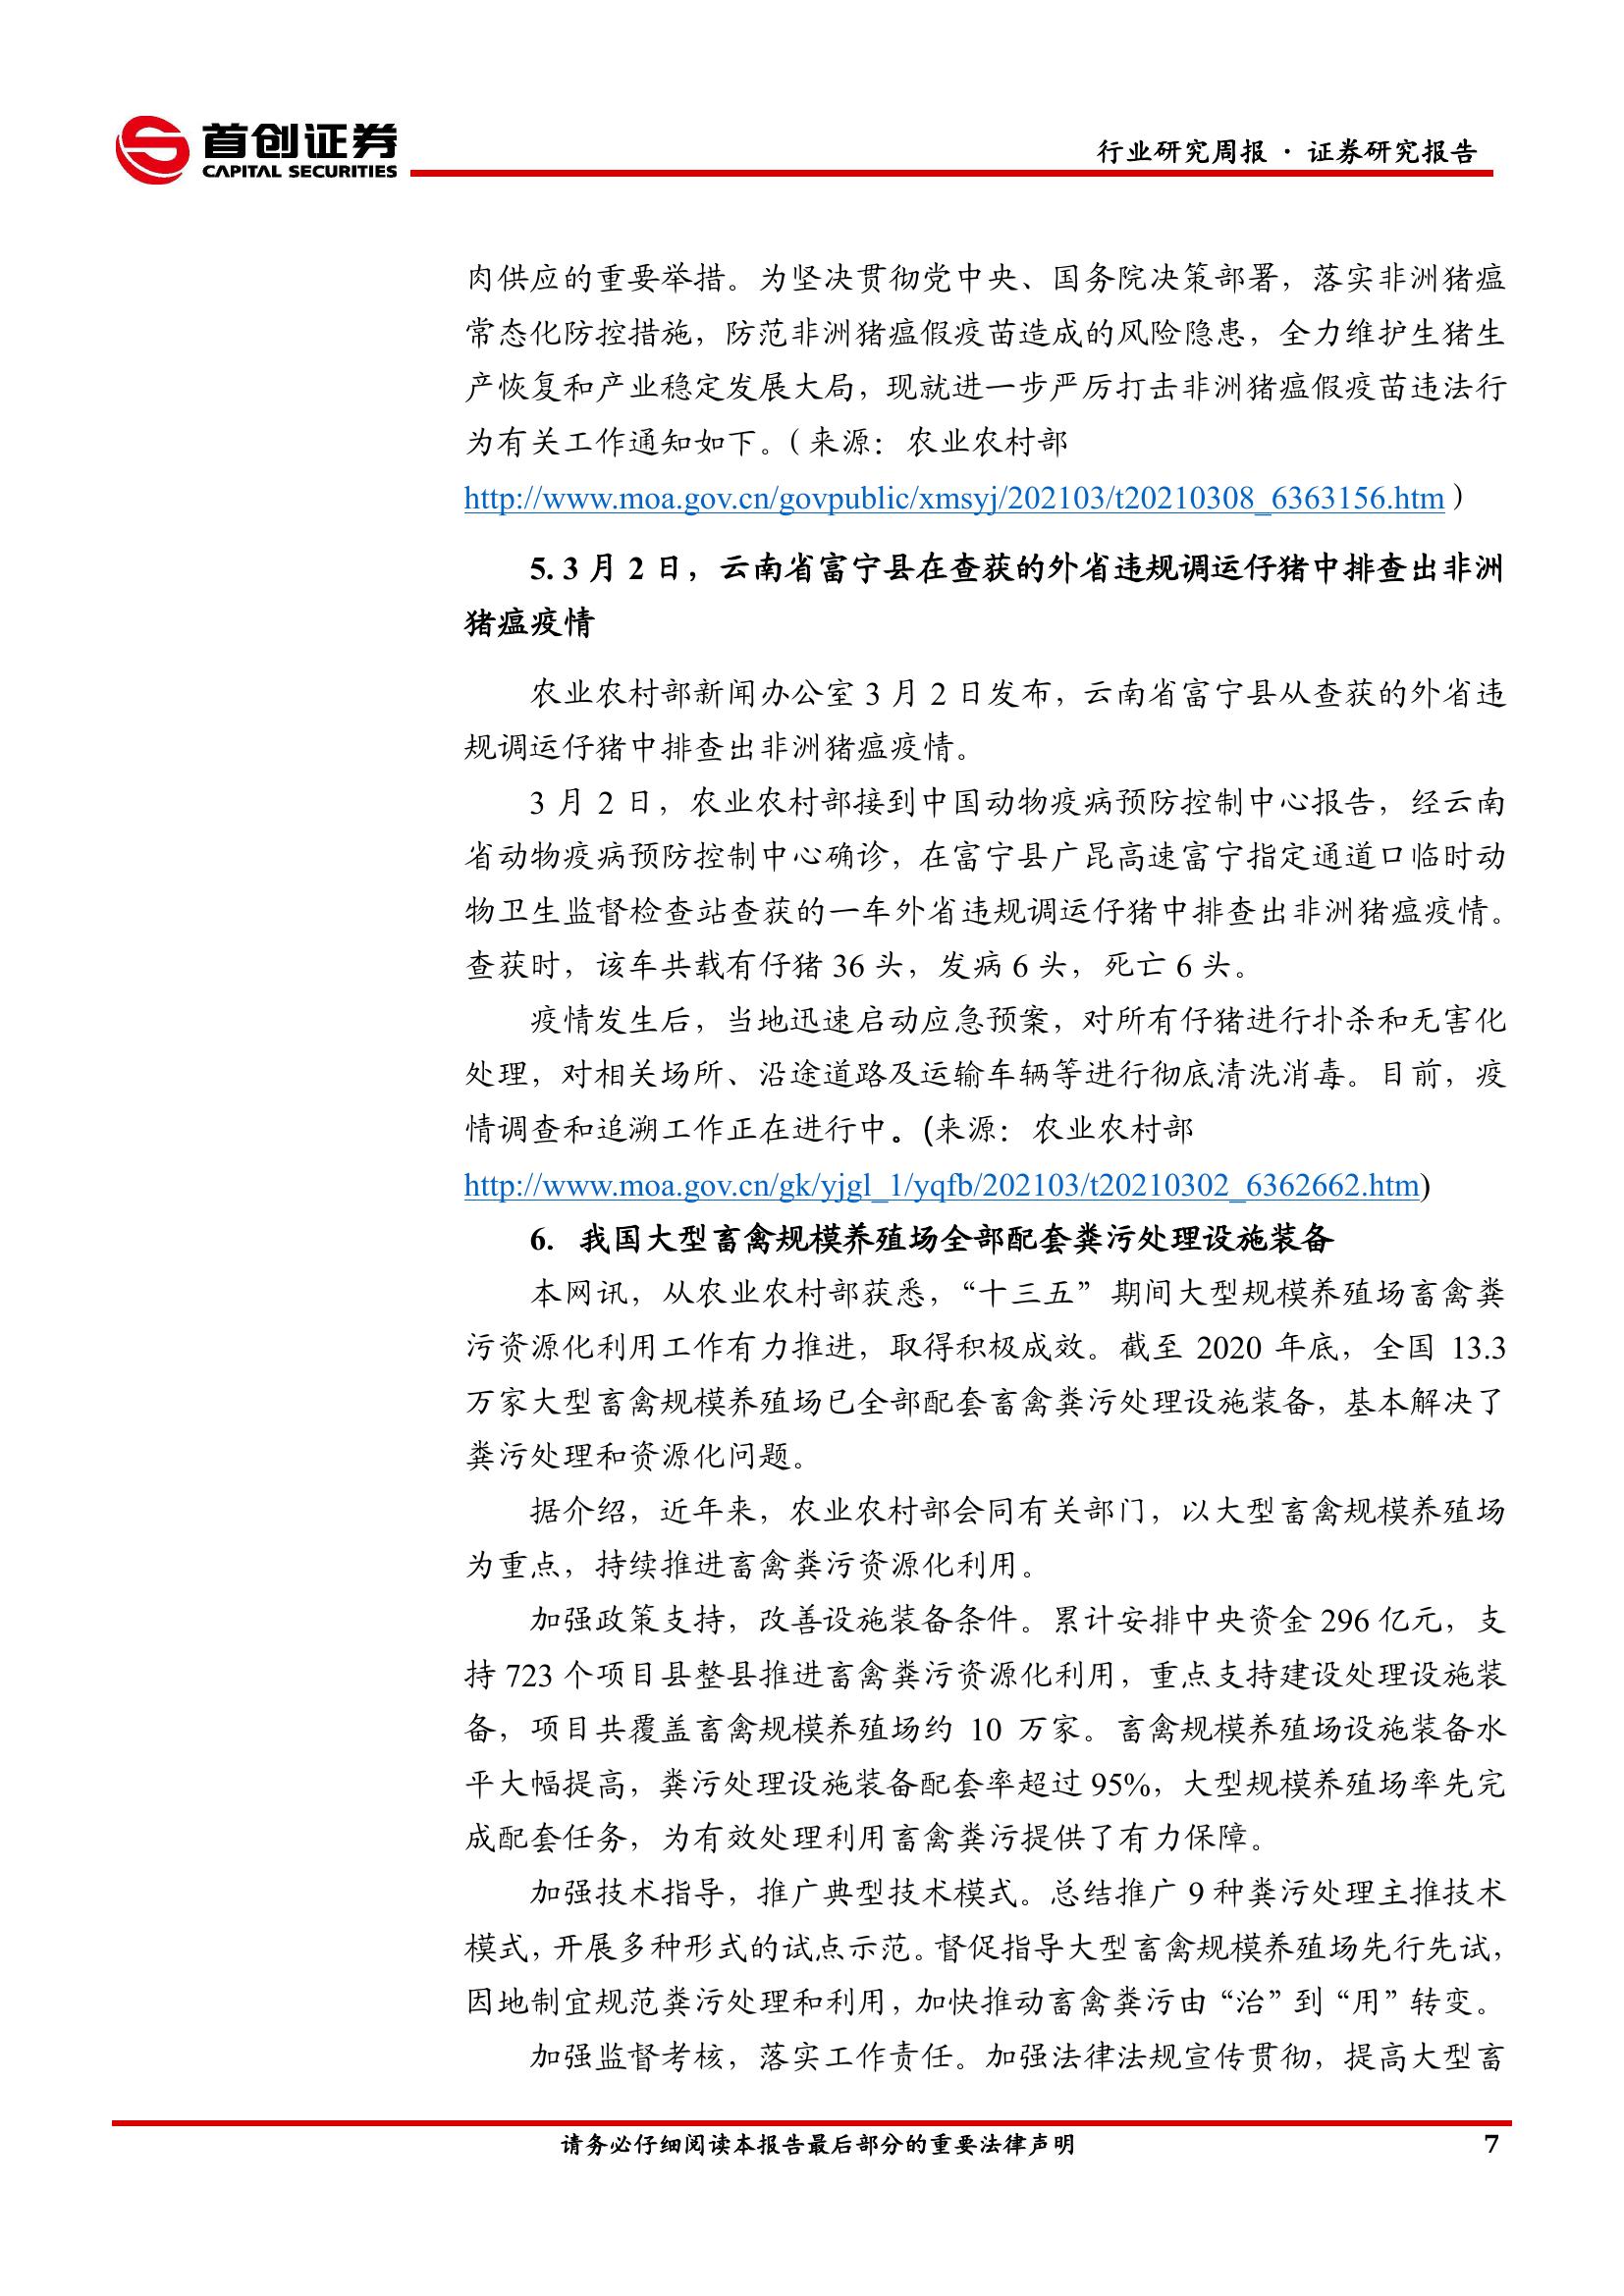 首创证券
CAPITAL SECURITIES
行业研究周报 · 证券研究报告
肉供应的重要举措。为坚决贯彻党中央、国务院决策部署，落实非洲猪瘟
常态化防控措施，防范非洲猪瘟假疫苗造成的风险隐患，全力维护生猪生
产恢复和产业稳定发展大局，现就进一步严厉打击非洲猪瘟假疫苗违法行
为有关工作通知如下。（来源：农业农村部
http://www.moa.gov.cn/govpublic/xmsyj/202103/t20210308_6363156.htm）
5. 3 月 2 日，云南省富宁县在查获的外省违规调运仔猪中排查出非洲
猪瘟疫情
农业农村部新闻办公室 3 月 2 日发布，云南省富宁县从查获的外省违
规调运仔猪中排查出非洲猪瘟疫情。
3 月 2 日，农业农村部接到中国动物疫病预防控制中心报告，经云南
省动物疫病预防控制中心确诊，在富宁县广昆高速富宁指定通道口临时动
物卫生监督检查站查获的一车外省违规调运仔猪中排查出非洲猪瘟疫情。
查获时，该车共载有仔猪 36 头，发病 6 头，死亡 6 头。
疫情发生后，当地迅速启动应急预案，对所有仔猪进行扑杀和无害化
处理，对相关场所、沿途道路及运输车辆等进行彻底清洗消毒。目前，疫
情调查和追溯工作正在进行中。(来源：农业农村部
http://www.moa.gov.cn/gk/yjgl_1/yqfb/202103/t20210302_6362662.htm)
6. 我国大型畜禽规模养殖场全部配套粪污处理设施装备
本网讯，从农业农村部获悉，“十三五”期间大型规模养殖场畜禽粪
污资源化利用工作有力推进，取得积极成效。截至 2020 年底，全国 13.3
万家大型畜禽规模养殖场已全部配套畜禽粪污处理设施装备，基本解决了
粪污处理和资源化问题。
据介绍，近年来，农业农村部会同有关部门，以大型畜禽规模养殖场
为重点，持续推进畜禽粪污资源化利用。
加强政策支持，改善设施装备条件。累计安排中央资金 296 亿元，支
持 723 个项目县整县推进畜禽粪污资源化利用，重点支持建设处理设施装
备，项目共覆盖畜禽规模养殖场约 10 万家。畜禽规模养殖场设施装备水
平大幅提高，粪污处理设施装备配套率超过 95%，大型规模养殖场率先完
成配套任务，为有效处理利用畜禽粪污提供了有力保障。
加强技术指导，推广典型技术模式。总结推广 9 种粪污处理主推技术
模式，开展多种形式的试点示范。督促指导大型畜禽规模养殖场先行先试，
因地制宜规范粪污处理和利用，加快推动畜禽粪污由“治”到“用”转变。
加强监督考核，落实工作责任。加强法律法规宣传贯彻，提高大型畜
请务必仔细阅读本报告最后部分的重要法律声明
7